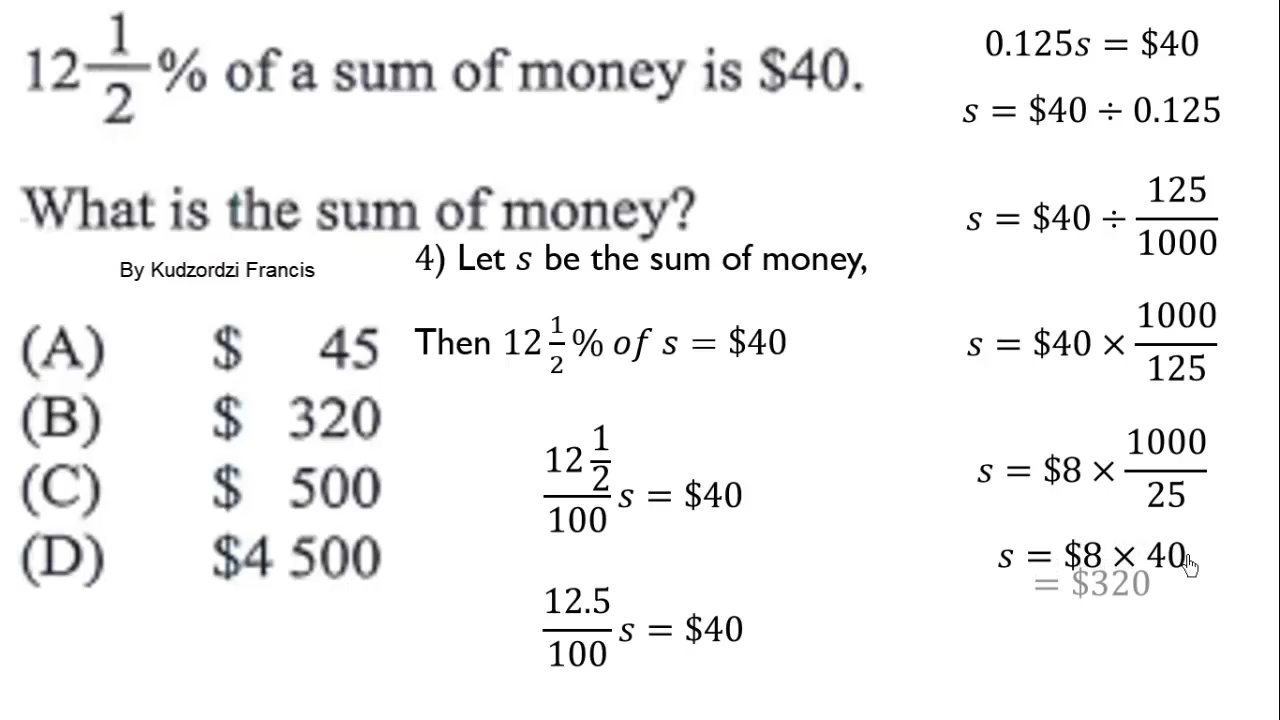 12 1/2 % of a sum of money is $40.
What is the sum of money?
By Kudzordzi Francis
(A) $ 45
(B) $ 320
(C) $ 500
(D) $4 500
4) Let s be the sum of money,
Then 12 1/2 % of s = $40
12 1/2 / 100 s = $40
12.5/100 s = $40
0.125s = $40
s = $40 ÷ 0.125
s = $40 ÷ 125/1000
s = $40 × 1000/125
s = $8 × 1000/25
s = $8 × 40
= $320